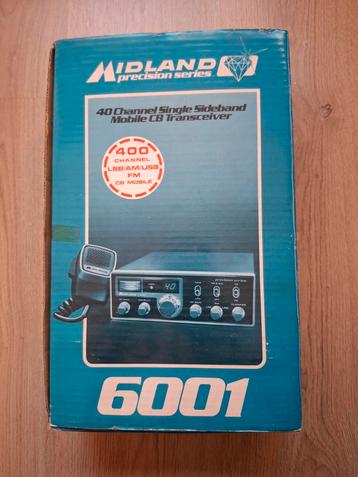 MIDLAND
precision series
40 Channel Single Sideband
Mobile CB Transceiver
400
CHANNEL
LSB/AM/USB
FM
CB MOBILE
40
6001